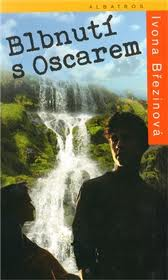 ALBATROS
Blbnutí
s Oscarem
Ivona Březinová